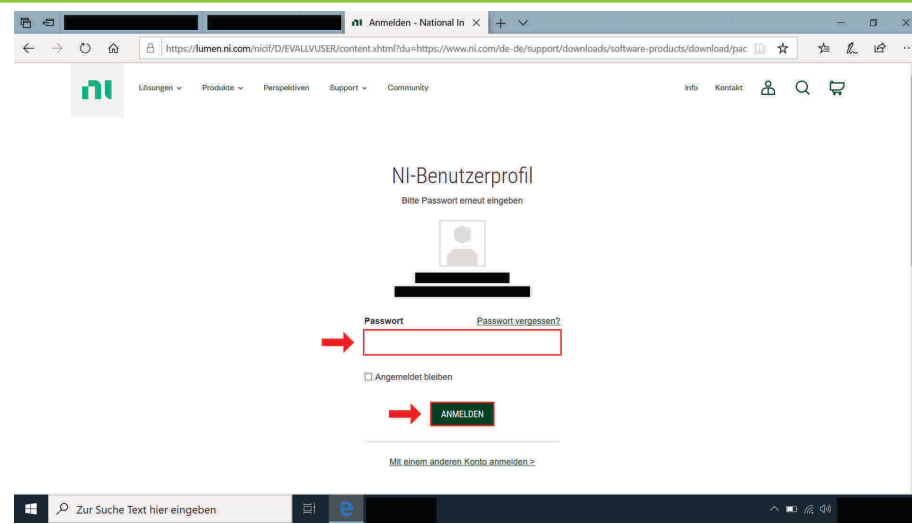 Anmelden - National In
https://lumen.ni.com/nicif/D/EVALLVUSER/content.xhtml?du=https://www.ni.com/de-de/support/downloads/software-products/download/pac
ni
Lösungen Produkte Perspektiven Support Community Info Kontakt
NI-Benutzerprofil
Bitte Passwort erneut eingeben
Passwort Passwort vergessen?
Angemeldet bleiben
ANMELDEN
Mit einem anderen Konto anmelden >
Zur Suche Text hier eingeben